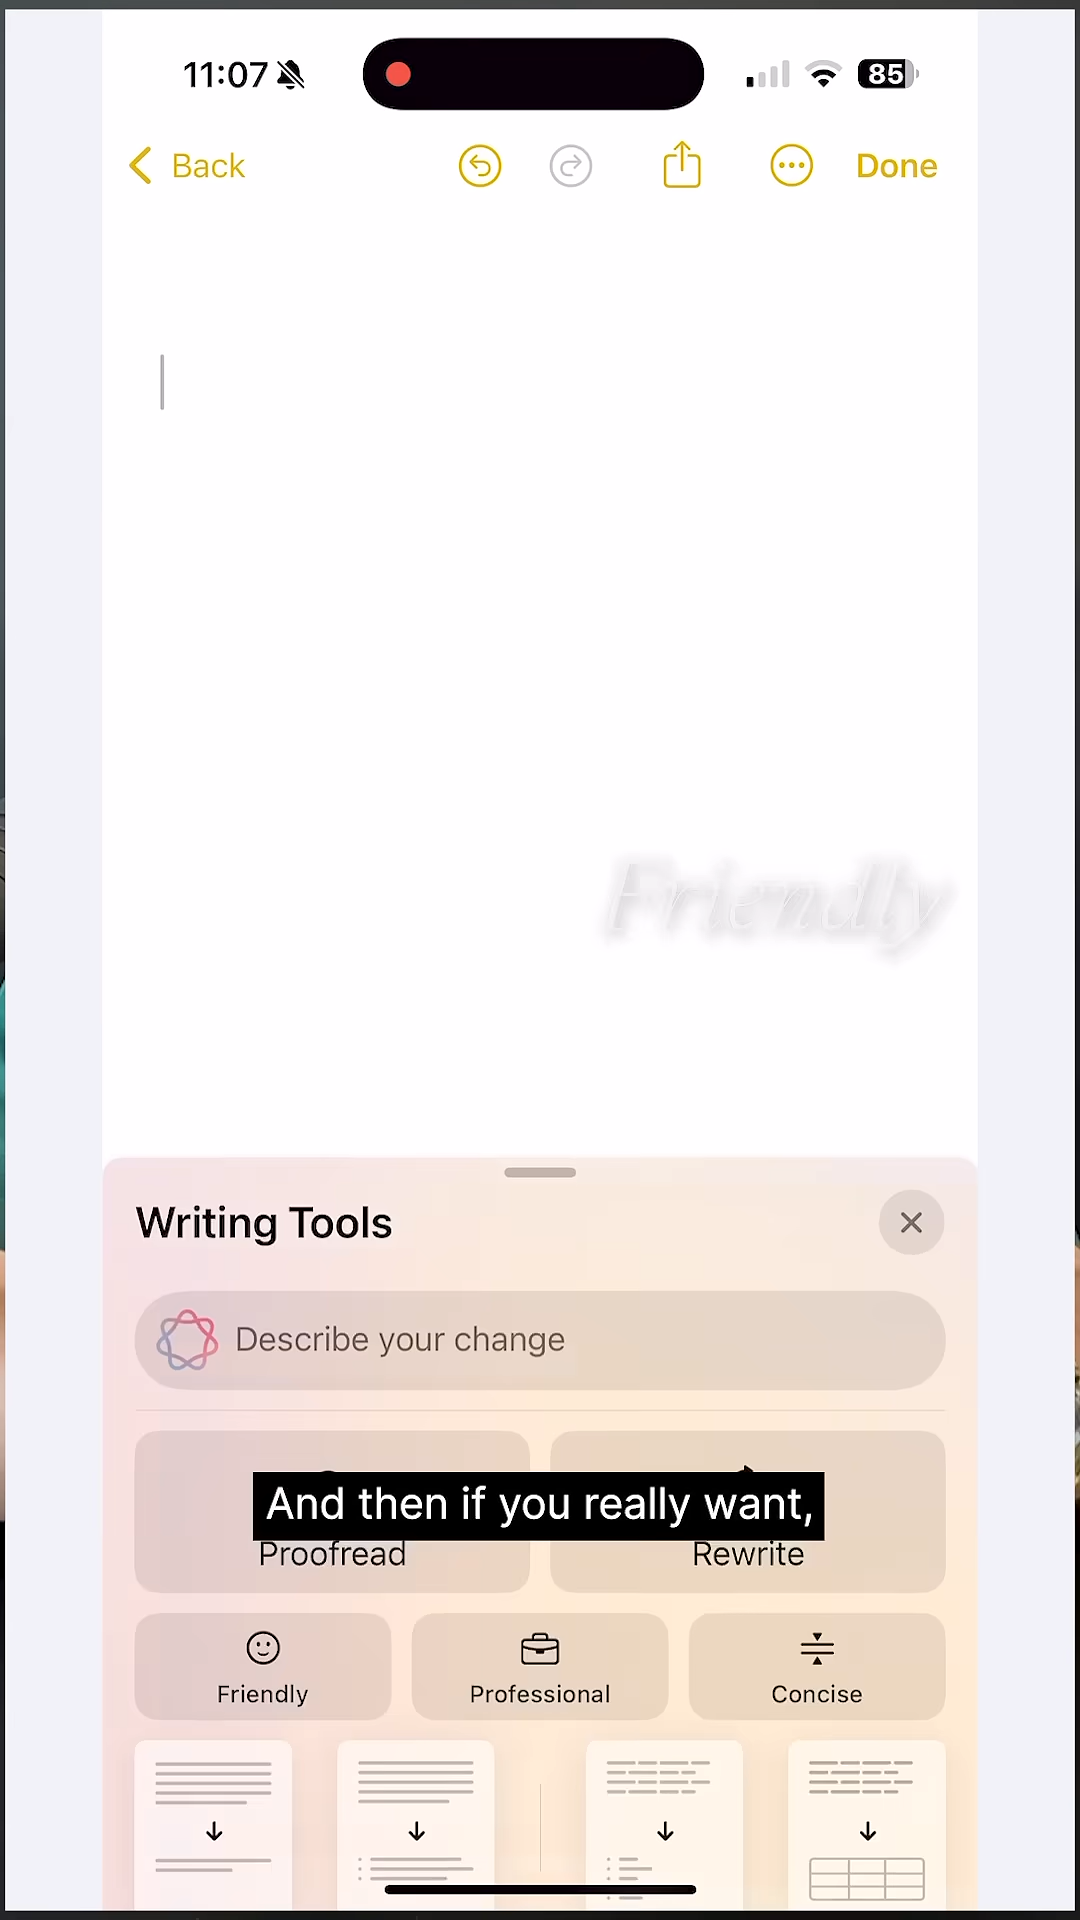 11:07
85
Back
Done
Friendly
Writing Tools
Describe your change
And then if you really want,
Proofread
Rewrite
Friendly
Professional
Concise